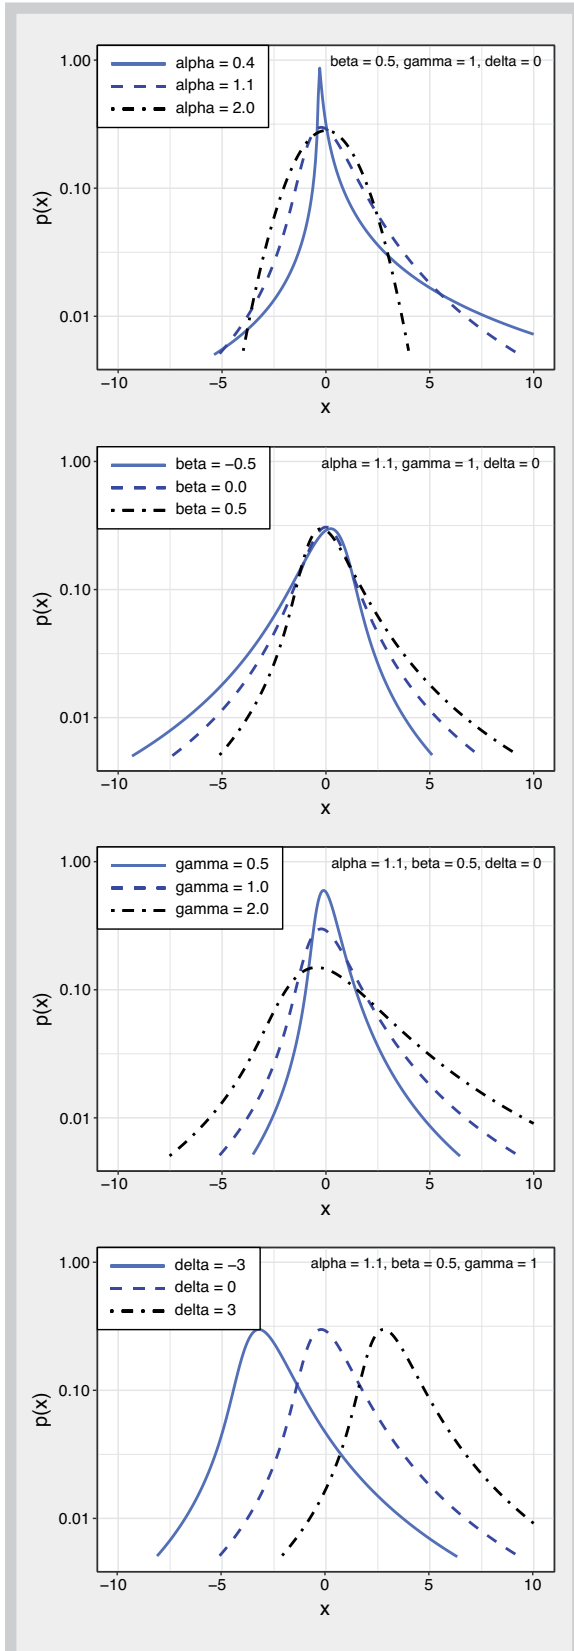 alpha = 0.4
alpha = 1.1
alpha = 2.0
beta = 0.5, gamma = 1, delta = 0
1.00
0.10
0.01
p(x)
−10 −5 0 5 10
x
beta = −0.5
beta = 0.0
beta = 0.5
alpha = 1.1, gamma = 1, delta = 0
1.00
0.10
0.01
p(x)
−10 −5 0 5 10
x
gamma = 0.5
gamma = 1.0
gamma = 2.0
alpha = 1.1, beta = 0.5, delta = 0
1.00
0.10
0.01
p(x)
−10 −5 0 5 10
x
delta = −3
delta = 0
delta = 3
alpha = 1.1, beta = 0.5, gamma = 1
1.00
0.10
0.01
p(x)
−10 −5 0 5 10
x